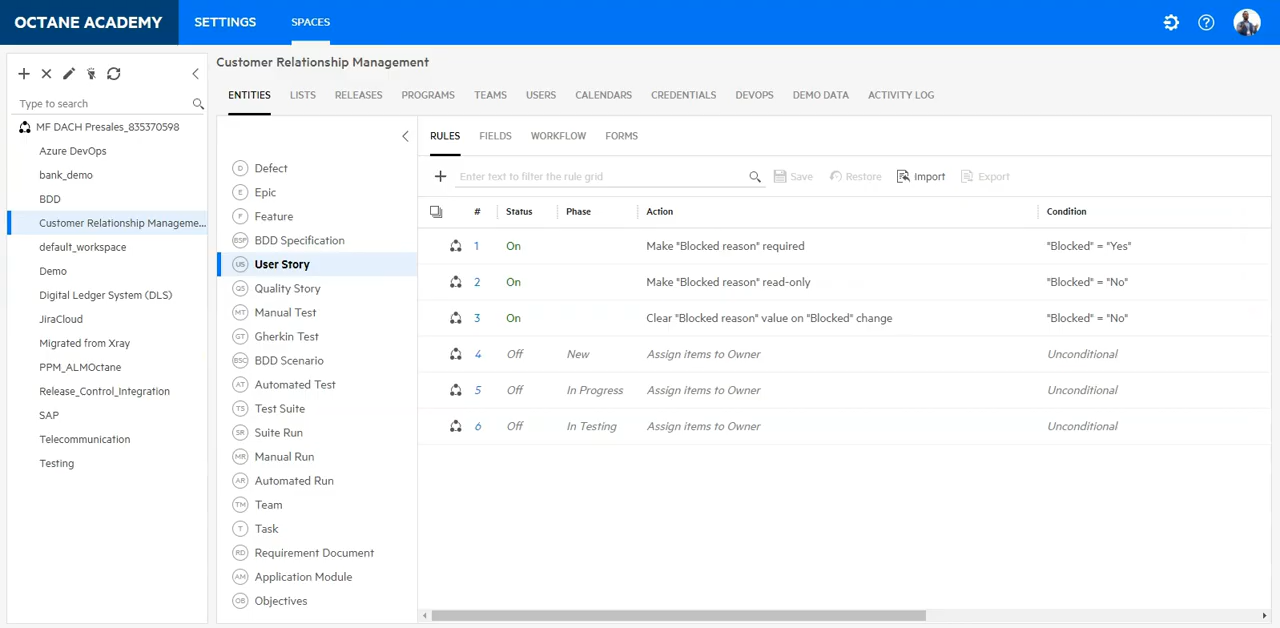 OCTANE ACADEMY SETTINGS SPACES
Customer Relationship Management
ENTITIES LISTS RELEASES PROGRAMS TEAMS USERS CALENDARS CREDENTIALS DEVOPS DEMO DATA ACTIVITY LOG
Type to search
MF DACH Presales_835370598
Azure DevOps
bank_demo
BDD
Customer Relationship Manageme...
default_workspace
Demo
Digital Ledger System (DLS)
JiraCloud
Migrated from Xray
PPM_ALMOctane
Release_Control_Integration
SAP
Telecommunication
Testing
D Defect
E Epic
F Feature
BSP BDD Specification
US User Story
QS Quality Story
MT Manual Test
GT Gherkin Test
BSC BDD Scenario
AT Automated Test
TS Test Suite
SR Suite Run
MR Manual Run
AR Automated Run
TM Team
T Task
RD Requirement Document
AM Application Module
OB Objectives
RULES FIELDS WORKFLOW FORMS
Enter text to filter the rule grid Save Restore Import Export
# Status Phase Action Condition
1 On Make "Blocked reason" required "Blocked" = "Yes"
2 On Make "Blocked reason" read-only "Blocked" = "No"
3 On Clear "Blocked reason" value on "Blocked" change "Blocked" = "No"
4 Off New Assign items to Owner Unconditional
5 Off In Progress Assign items to Owner Unconditional
6 Off In Testing Assign items to Owner Unconditional